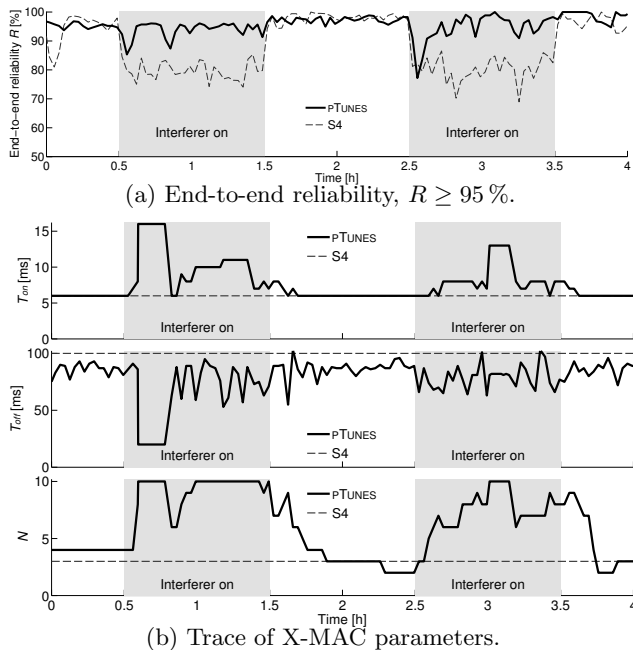 End−to−end reliability R [%]
100
90
80
70
60
50
PTUNES
S4
Interferer on
Interferer on
0
0.5
1
1.5
2
2.5
3
3.5
4
Time [h]
(a) End-to-end reliability, R ≥ 95 %.
T_on [ms]
15
10
5
0
PTUNES
S4
Interferer on
Interferer on
T_off [ms]
100
50
0
PTUNES
S4
Interferer on
Interferer on
N
10
5
0
PTUNES
S4
Interferer on
Interferer on
0
0.5
1
1.5
2
2.5
3
3.5
4
Time [h]
(b) Trace of X-MAC parameters.